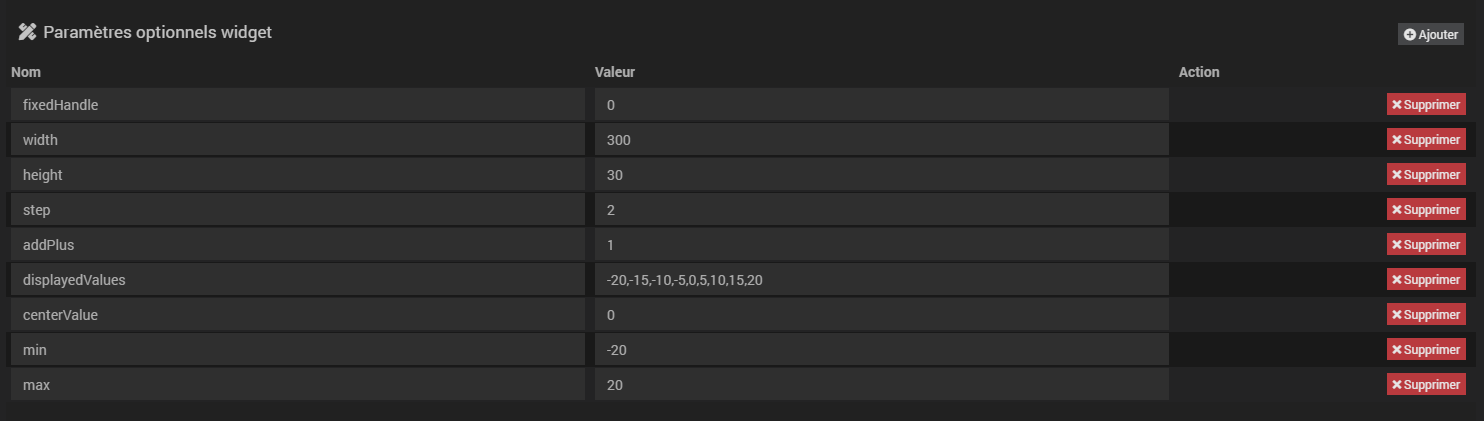 Paramètres optionnels widget
Ajouter
Nom Valeur Action
fixedHandle 0 Supprimer
width 300 Supprimer
height 30 Supprimer
step 2 Supprimer
addPlus 1 Supprimer
displayedValues -20,-15,-10,-5,0,5,10,15,20 Supprimer
centerValue 0 Supprimer
min -20 Supprimer
max 20 Supprimer